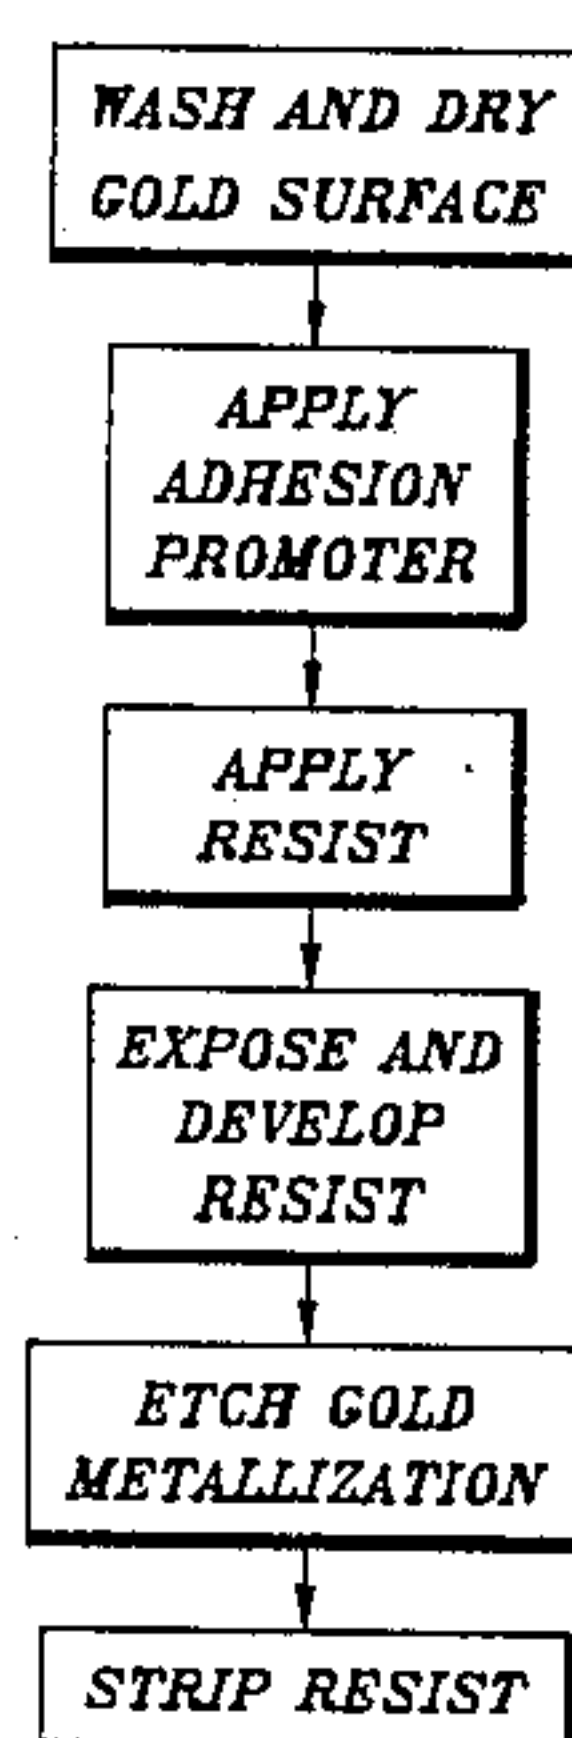 WASH AND DRY
GOLD SURFACE
APPLY
ADHESION
PROMOTER
APPLY
RESIST
EXPOSE AND
DEVELOP
RESIST
ETCH GOLD
METALLIZATION
STRIP RESIST